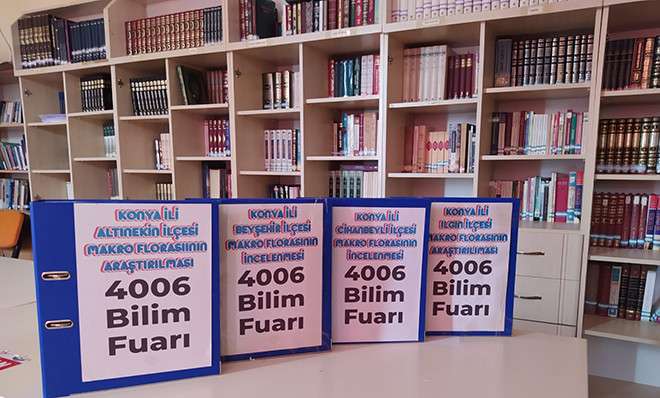 KONYA İLİ
ALTINEKİN İLÇESİ
MAKRO FLORASININ
ARAŞTIRILMASI
4006
Bilim
Fuarı
KONYA İLİ
BEYŞEHİR İLÇESİ
MAKRO FLORASININ
İNCELENMESİ
4006
Bilim
Fuarı
KONYA İLİ
CİHANBEYLİ İLÇESİ
MAKRO FLORASININ
İNCELENMESİ
4006
Bilim
Fuarı
KONYA İLİ
ILGIN İLÇESİ
MAKRO FLORASININ
ARAŞTIRILMASI
4006
Bilim
Fuarı